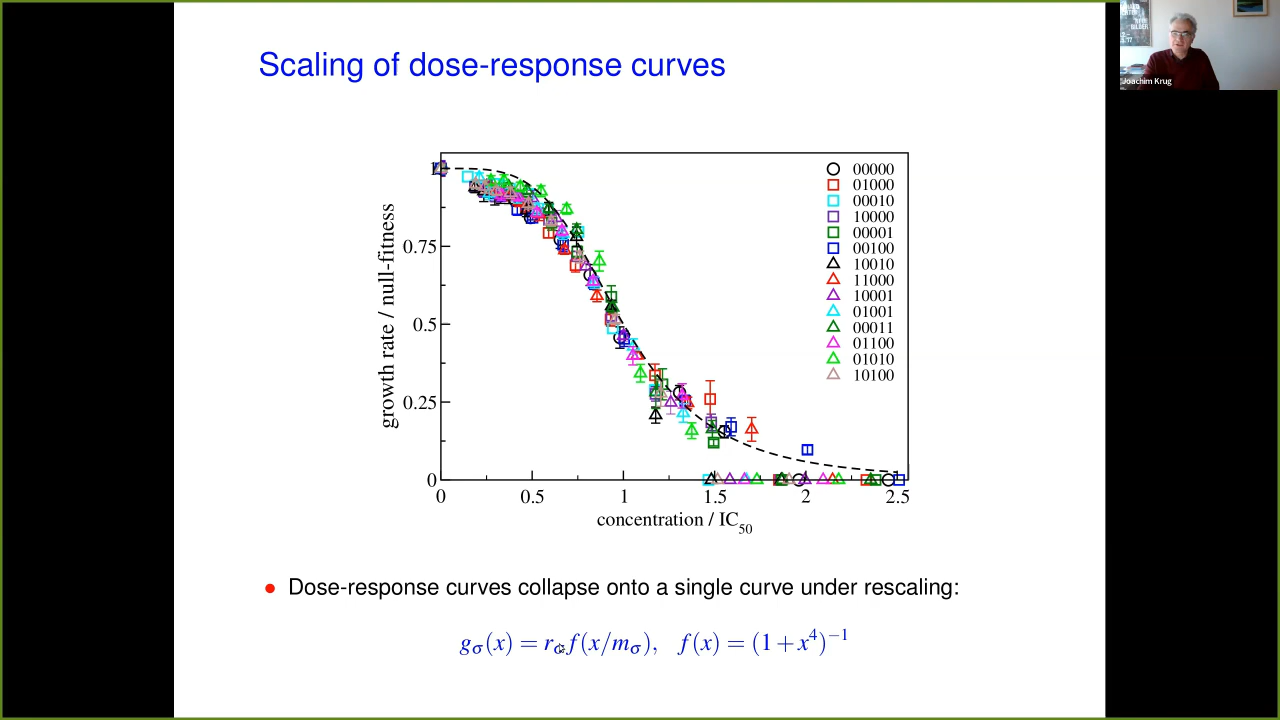 Scaling of dose-response curves
Joachim Krug
growth rate / null-fitness
1
0.75
0.5
0.25
0
0 0.5 1 1.5 2 2.5
concentration / IC50
00000
01000
00010
10000
00001
00100
10010
11000
10001
01001
00011
01100
01010
10100
• Dose-response curves collapse onto a single curve under rescaling:
gσ(x) = rσ f(x/mσ), f(x) = (1+x⁴)⁻¹